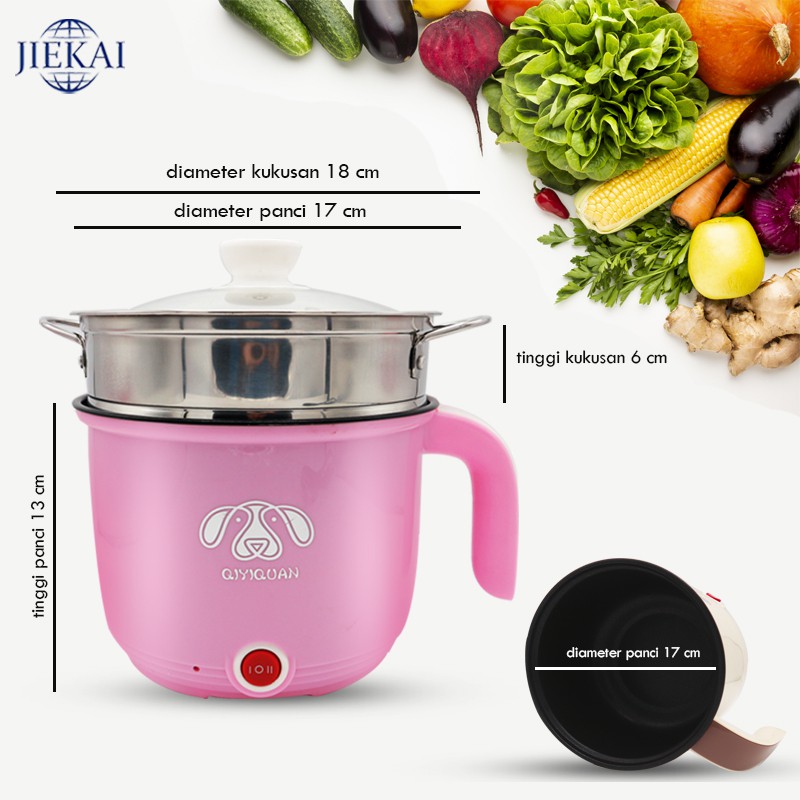 JIEKAI
diameter kukusan 18 cm
diameter panci 17 cm
tinggi kukusan 6 cm
tinggi panci 13 cm
QIYIQUAN
I O II
diameter panci 17 cm